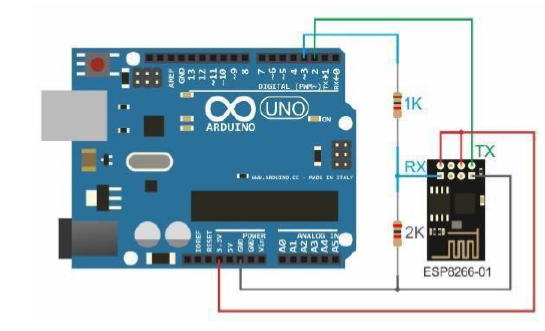 AREF
GND
13
12
~11
~10
~9
8
7
~6
~5
4
~3
2
TX→1
RX←0
DIGITAL (PWM~)
UNO
ARDUINO
ON
WWW.ARDUINO.CC - MADE IN ITALY
1K
TX
RX
2K
ESP8266-01
POWER
ANALOG IN
IOREF
RESET
3.3V
5V
GND
GND
Vin
A0
A1
A2
A3
A4
A5